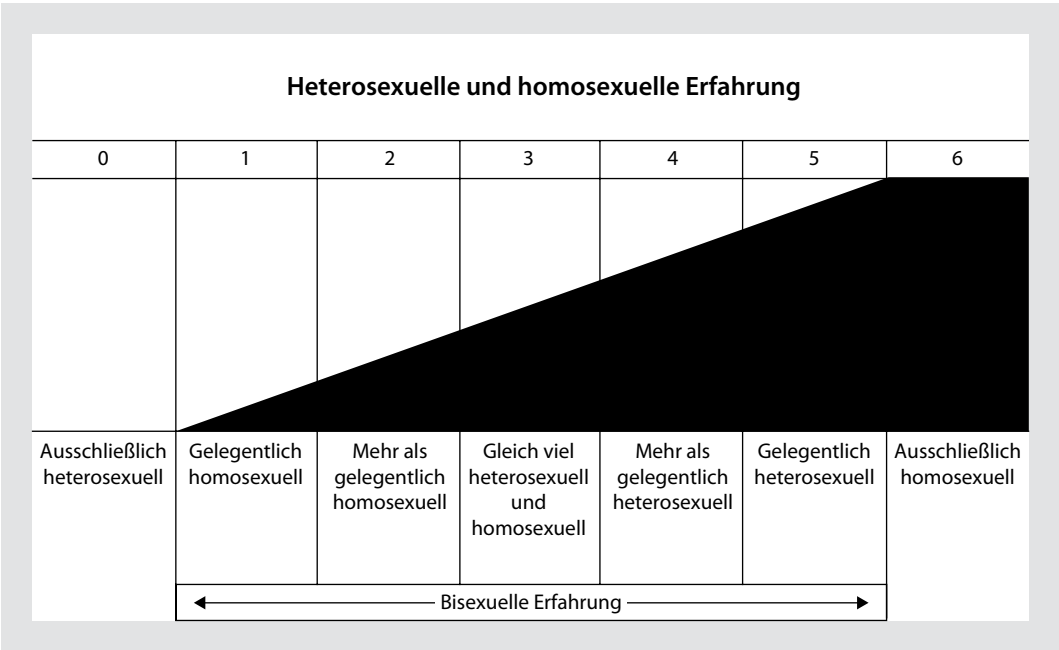 Heterosexuelle und homosexuelle Erfahrung
0 1 2 3 4 5 6
Ausschließlich
heterosexuell
Gelegentlich
homosexuell
Mehr als
gelegentlich
homosexuell
Gleich viel
heterosexuell
und
homosexuell
Mehr als
gelegentlich
heterosexuell
Gelegentlich
heterosexuell
Ausschließlich
homosexuell
Bisexuelle Erfahrung